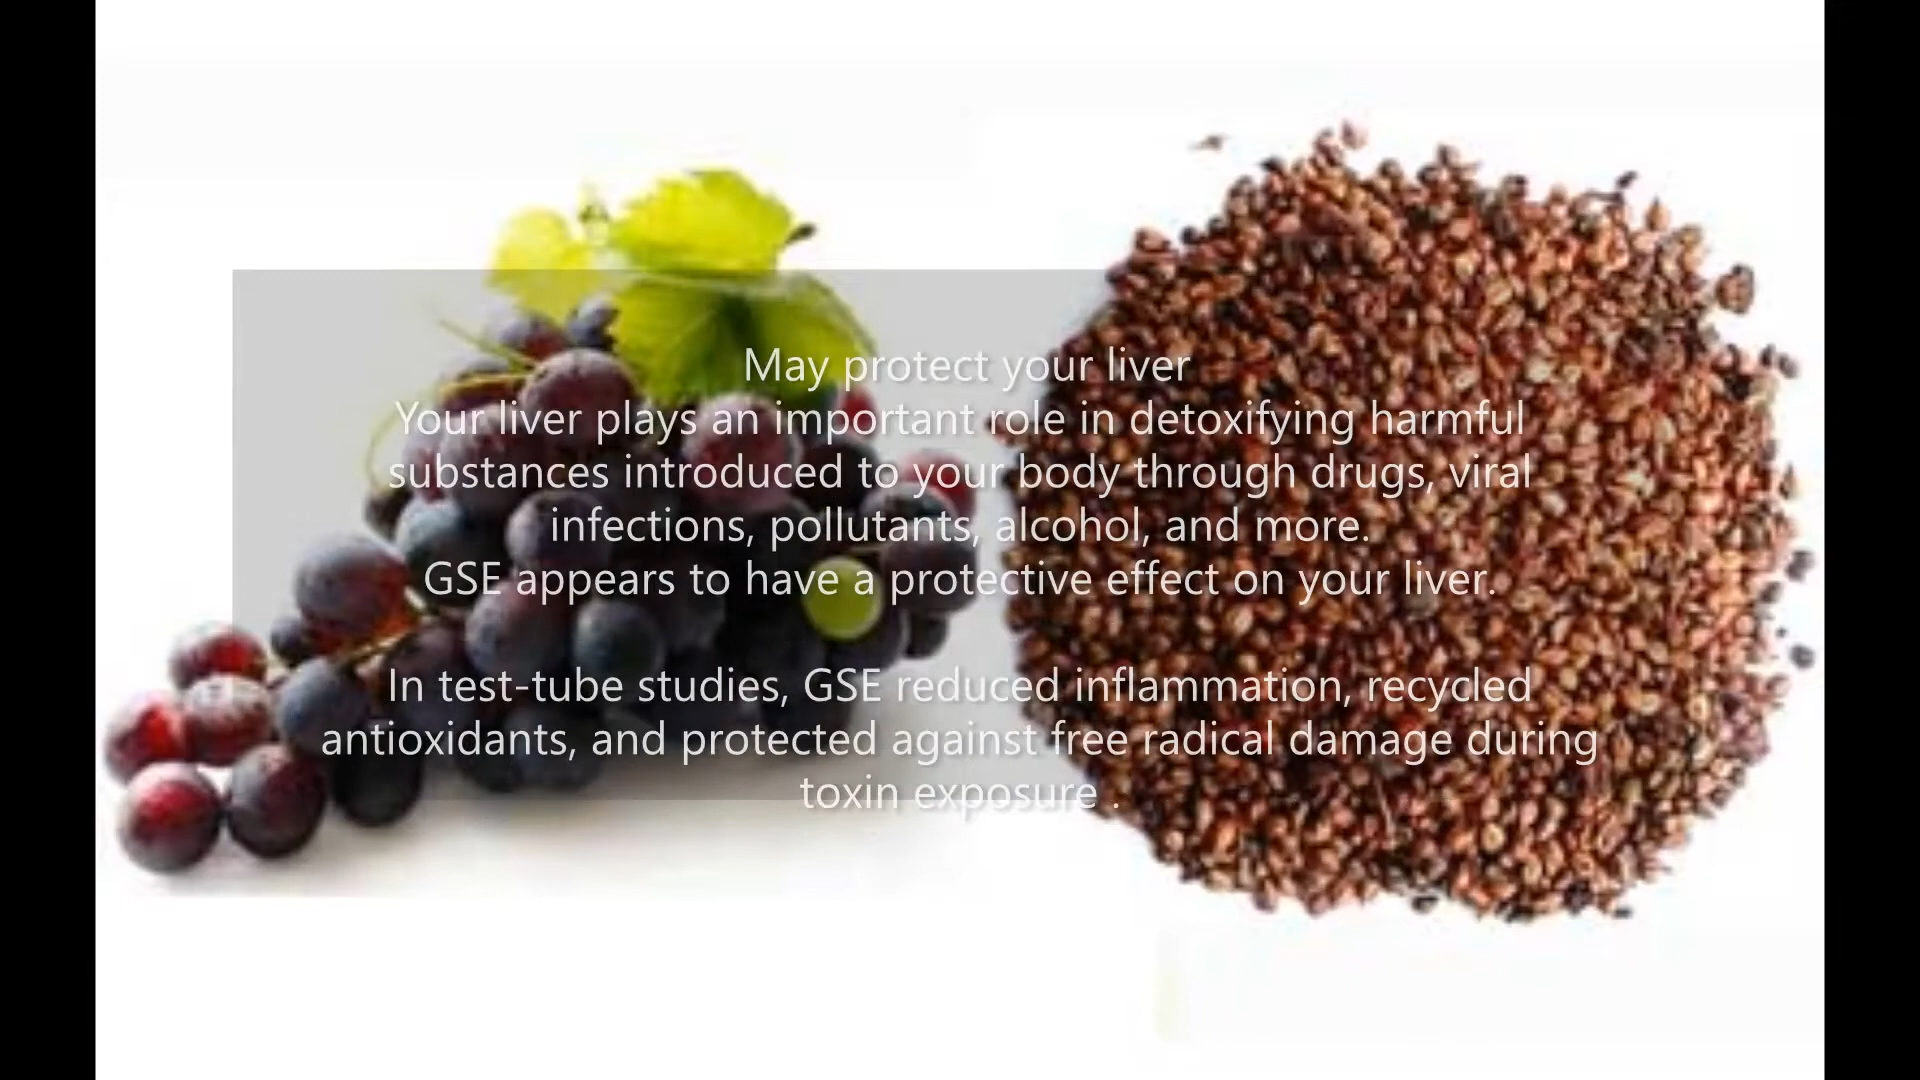 May protect your liver
Your liver plays an important role in detoxifying harmful
substances introduced to your body through drugs, viral
infections, pollutants, alcohol, and more.
GSE appears to have a protective effect on your liver.
In test-tube studies, GSE reduced inflammation, recycled
antioxidants, and protected against free radical damage during
toxin exposure .